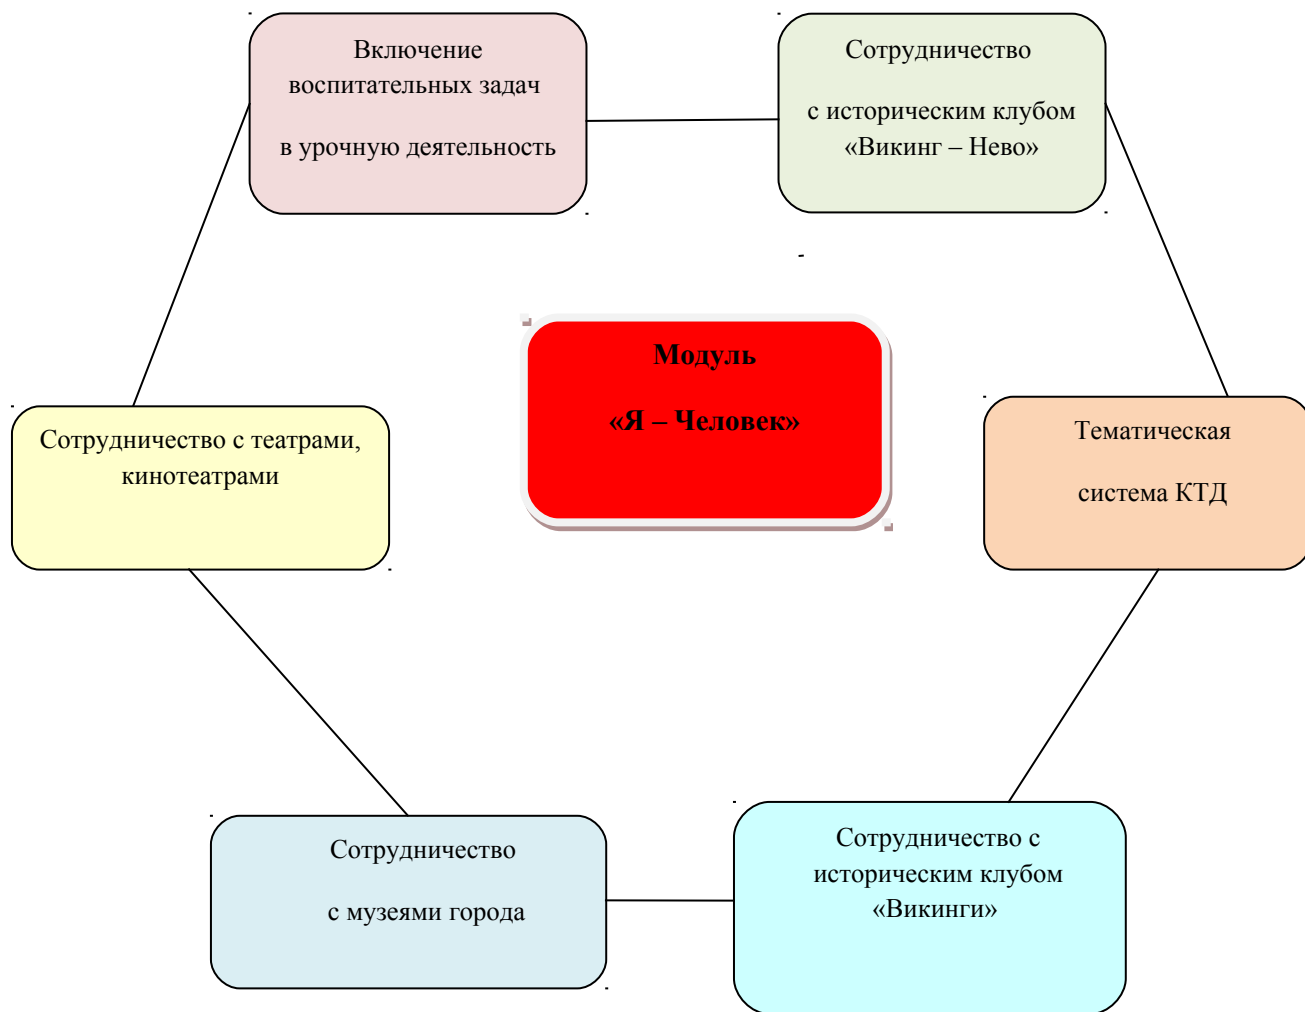 Включение
воспитательных задач
в урочную деятельность
Сотрудничество
с историческим клубом
«Викинг – Нево»
Модуль
«Я – Человек»
Сотрудничество с театрами,
кинотеатрами
Тематическая
система КТД
Сотрудничество
с музеями города
Сотрудничество с
историческим клубом
«Викинги»